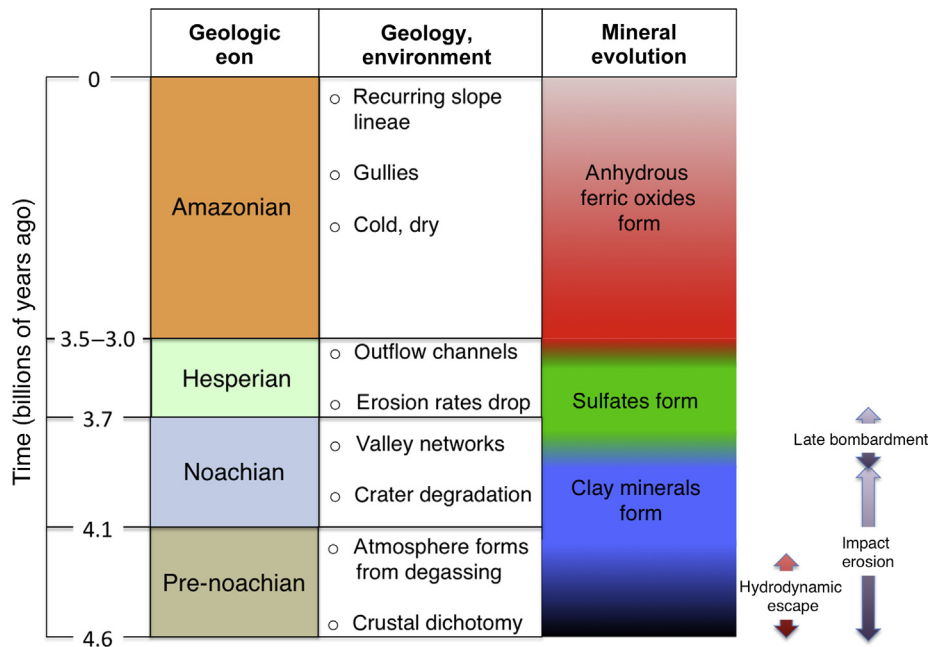 Geologic
eon
Geology,
environment
Mineral
evolution
Time (billions of years ago)
0
3.5–3.0
3.7
4.1
4.6
Amazonian
Hesperian
Noachian
Pre-noachian
○ Recurring slope
lineae
○ Gullies
○ Cold, dry
○ Outflow channels
○ Erosion rates drop
○ Valley networks
○ Crater degradation
○ Atmosphere forms
from degassing
○ Crustal dichotomy
Anhydrous
ferric oxides
form
Sulfates form
Clay minerals
form
Late bombardment
Impact
erosion
Hydrodynamic
escape